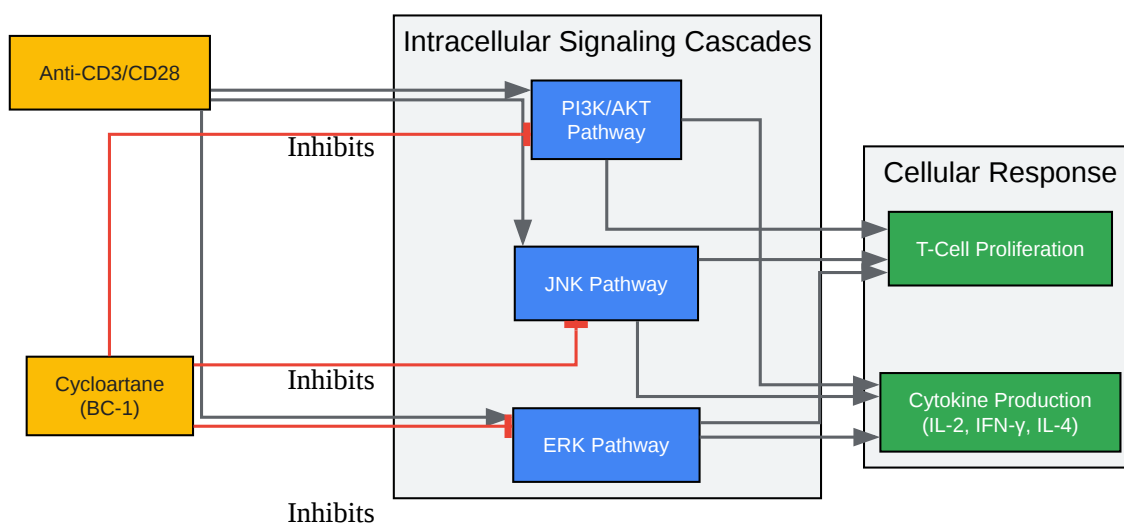 Intracellular Signaling Cascades
Anti-CD3/CD28
PI3K/AKT
Pathway
Inhibits
Cellular Response
T-Cell Proliferation
JNK Pathway
Inhibits
Cycloartane
(BC-1)
Cytokine Production
(IL-2, IFN-γ, IL-4)
ERK Pathway
Inhibits